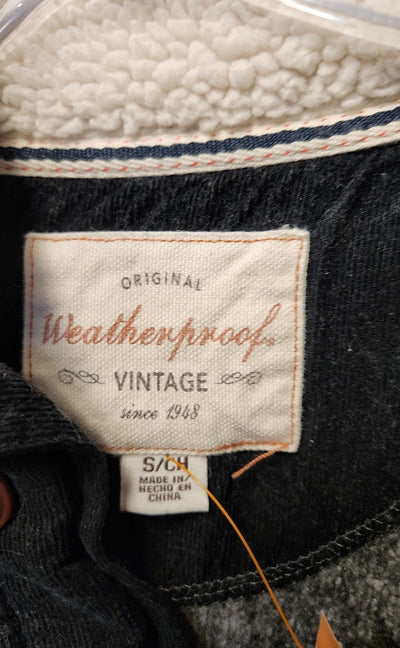 ORIGINAL
Weatherproof
VINTAGE
since 1948
S/CH
MADE IN/
HECHO EN
CHINA